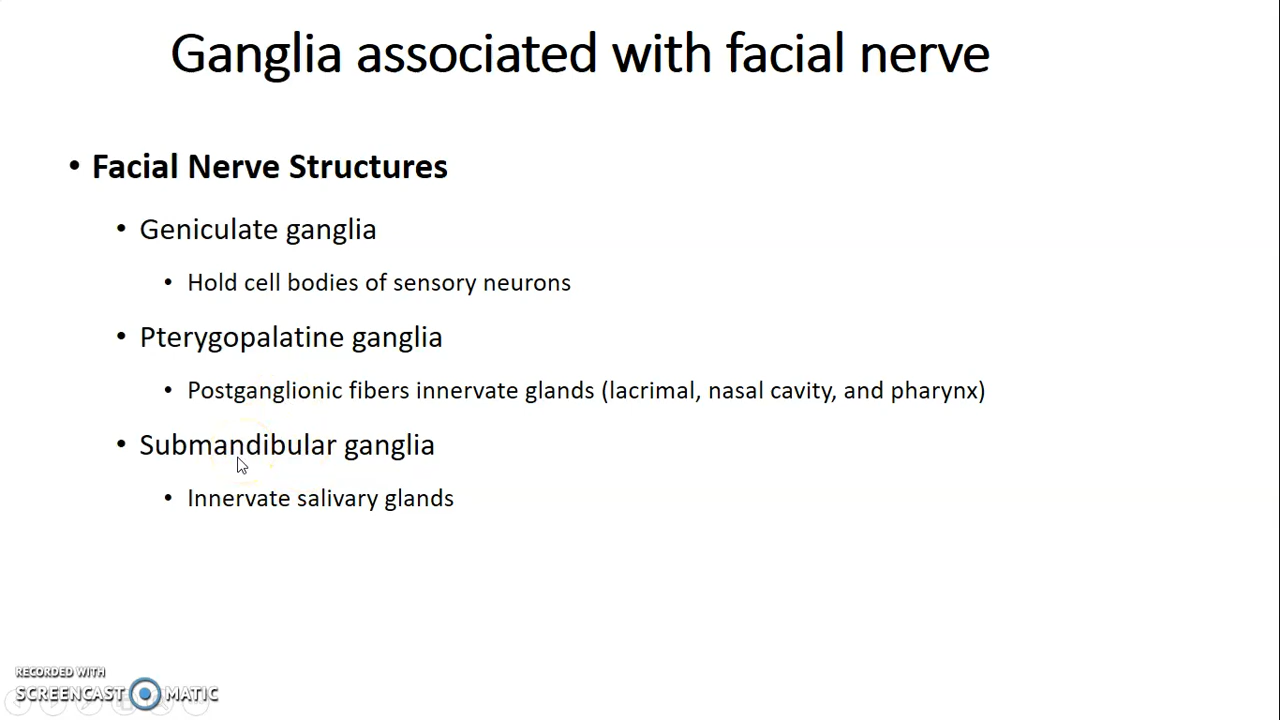 Ganglia associated with facial nerve
• Facial Nerve Structures
• Geniculate ganglia
• Hold cell bodies of sensory neurons
• Pterygopalatine ganglia
• Postganglionic fibers innervate glands (lacrimal, nasal cavity, and pharynx)
• Submandibular ganglia
• Innervate salivary glands
RECORDED WITH
SCREENCAST MATIC